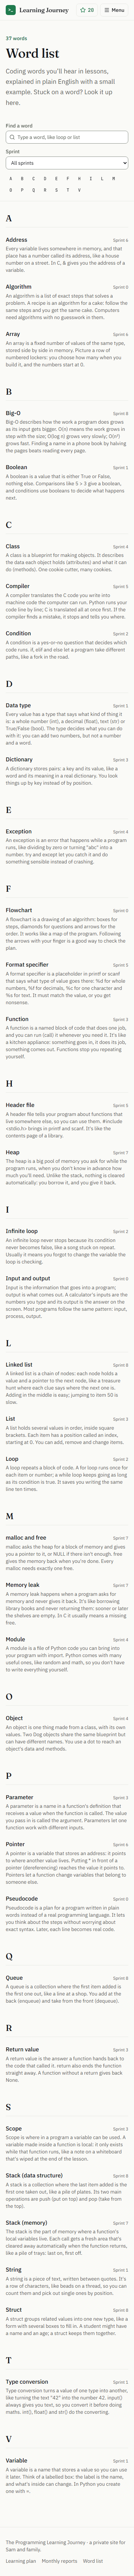 Learning Journey
28
Menu
37 words
Word list
Coding words you'll hear in lessons,
explained in plain English with a small
example. Stuck on a word? Look it up
here.
Find a word
Type a word, like loop or list
Sprint
All sprints
A B C D E F H I L M
O P Q R S T V
A
Address
Sprint 6
Every variable lives somewhere in memory, and that
place has a number called its address, like a house
number on a street. In C, & gives you the address of a
variable.
Algorithm
Sprint 0
An algorithm is a list of exact steps that solves a
problem. A recipe is an algorithm for a cake: follow the
same steps and you get the same cake. Computers
need algorithms with no guesswork in them.
Array
Sprint 6
An array is a fixed number of values of the same type,
stored side by side in memory. Picture a row of
numbered lockers: you choose how many when you
build it, and the numbers start at 0.
B
Big-O
Sprint 8
Big-O describes how the work a program does grows
as its input gets bigger. O(n) means the work grows in
step with the size; O(log n) grows very slowly; O(n²)
grows fast. Finding a name in a phone book by halving
the pages beats reading every page.
Boolean
Sprint 1
A boolean is a value that is either True or False,
nothing else. Comparisons like 5 > 3 give a boolean,
and conditions use booleans to decide what happens
next.
C
Class
Sprint 4
A class is a blueprint for making objects. It describes
the data each object holds (attributes) and what it can
do (methods). One cookie cutter, many cookies.
Compiler
Sprint 5
A compiler translates the C code you write into
machine code the computer can run. Python runs your
code line by line; C is translated all at once first. If the
compiler finds a mistake, it stops and tells you where.
Condition
Sprint 2
A condition is a yes-or-no question that decides which
code runs. if, elif and else let a program take different
paths, like a fork in the road.
D
Data type
Sprint 1
Every value has a type that says what kind of thing it
is: a whole number (int), a decimal (float), text (str) or
True/False (bool). The type decides what you can do
with it: you can add two numbers, but not a number
and a word.
Dictionary
Sprint 3
A dictionary stores pairs: a key and its value, like a
word and its meaning in a real dictionary. You look
things up by key instead of by position.
E
Exception
Sprint 4
An exception is an error that happens while a program
runs, like dividing by zero or turning "abc" into a
number. try and except let you catch it and do
something sensible instead of crashing.
F
Flowchart
Sprint 0
A flowchart is a drawing of an algorithm: boxes for
steps, diamonds for questions and arrows for the
order. It works like a map of the program. Following
the arrows with your finger is a good way to check the
plan.
Format specifier
Sprint 5
A format specifier is a placeholder in printf or scanf
that says what type of value goes there: %d for whole
numbers, %f for decimals, %c for one character and
%s for text. It must match the value, or you get
nonsense.
Function
Sprint 3
A function is a named block of code that does one job,
and you can run (call) it whenever you need it. It's like
a kitchen appliance: something goes in, it does its job,
something comes out. Functions stop you repeating
yourself.
H
Header file
Sprint 5
A header file tells your program about functions that
live somewhere else, so you can use them. #include
<stdio.h> brings in printf and scanf. It's like the
contents page of a library.
Heap
Sprint 7
The heap is a big pool of memory you ask for while the
program runs, when you don't know in advance how
much you'll need. Unlike the stack, nothing is cleared
automatically: you borrow it, and you give it back.
I
Infinite loop
Sprint 2
An infinite loop never stops because its condition
never becomes false, like a song stuck on repeat.
Usually it means you forgot to change the variable the
loop is checking.
Input and output
Sprint 0
Input is the information that goes into a program;
output is what comes out. A calculator's inputs are the
numbers you type and its output is the answer on the
screen. Most programs follow the same pattern: input,
process, output.
L
Linked list
Sprint 8
A linked list is a chain of nodes: each node holds a
value and a pointer to the next node, like a treasure
hunt where each clue says where the next one is.
Adding to the middle is easy; jumping to item 50 is
slow.
List
Sprint 3
A list holds several values in order, inside square
brackets. Each item has a position called an index,
starting at 0. You can add, remove and change items.
Loop
Sprint 2
A loop repeats a block of code. A for loop runs once for
each item or number; a while loop keeps going as long
as its condition is true. It saves you writing the same
line ten times.
M
malloc and free
Sprint 7
malloc asks the heap for a block of memory and gives
you a pointer to it, or NULL if there isn't enough. free
gives the memory back when you're done. Every
malloc needs exactly one free.
Memory leak
Sprint 7
A memory leak happens when a program asks for
memory and never gives it back. It's like borrowing
library books and never returning them: sooner or later
the shelves are empty. In C it usually means a missing
free.
Module
Sprint 4
A module is a file of Python code you can bring into
your program with import. Python comes with many
useful ones, like random and math, so you don't have
to write everything yourself.
O
Object
Sprint 4
An object is one thing made from a class, with its own
values. Two Dog objects share the same blueprint but
can have different names. You use a dot to reach an
object's data and methods.
P
Parameter
Sprint 3
A parameter is a name in a function's definition that
receives a value when the function is called. The value
you pass in is called the argument. Parameters let one
function work with different inputs.
Pointer
Sprint 6
A pointer is a variable that stores an address: it points
to where another value lives. Putting * in front of a
pointer (dereferencing) reaches the value it points to.
Pointers let a function change variables that belong to
someone else.
Pseudocode
Sprint 0
Pseudocode is a plan for a program written in plain
words instead of a real programming language. It lets
you think about the steps without worrying about
exact syntax. Later, each line becomes real code.
Q
Queue
Sprint 8
A queue is a collection where the first item added is
the first one out, like a line at a shop. You add at the
back (enqueue) and take from the front (dequeue).
R
Return value
Sprint 3
A return value is the answer a function hands back to
the code that called it. return also ends the function
straight away. A function without a return gives back
None.
S
Scope
Sprint 3
Scope is where in a program a variable can be used. A
variable made inside a function is local: it only exists
while that function runs, like a note on a whiteboard
that's wiped at the end of the lesson.
Stack (data structure)
Sprint 8
A stack is a collection where the last item added is the
first one taken out, like a pile of plates. Its two main
operations are push (put on top) and pop (take from
the top).
Stack (memory)
Sprint 7
The stack is the part of memory where a function's
local variables live. Each call gets a fresh area that's
cleared away automatically when the function returns,
like a pile of trays: last on, first off.
String
Sprint 1
A string is a piece of text, written between quotes. It's
a row of characters, like beads on a thread, so you can
count them and pick out single ones by position.
Struct
Sprint 8
A struct groups related values into one new type, like a
form with several boxes to fill in. A student might have
a name and an age; a struct keeps them together.
T
Type conversion
Sprint 1
Type conversion turns a value of one type into another,
like turning the text "42" into the number 42. input()
always gives you text, so you convert it before doing
maths. int(), float() and str() do the converting.
V
Variable
Sprint 1
A variable is a name that stores a value so you can use
it later. Think of a labelled box: the label is the name,
and what's inside can change. In Python you create
one with =.
The Programming Learning Journey · a private site for
Sam and family.
Learning plan Monthly reports Word list